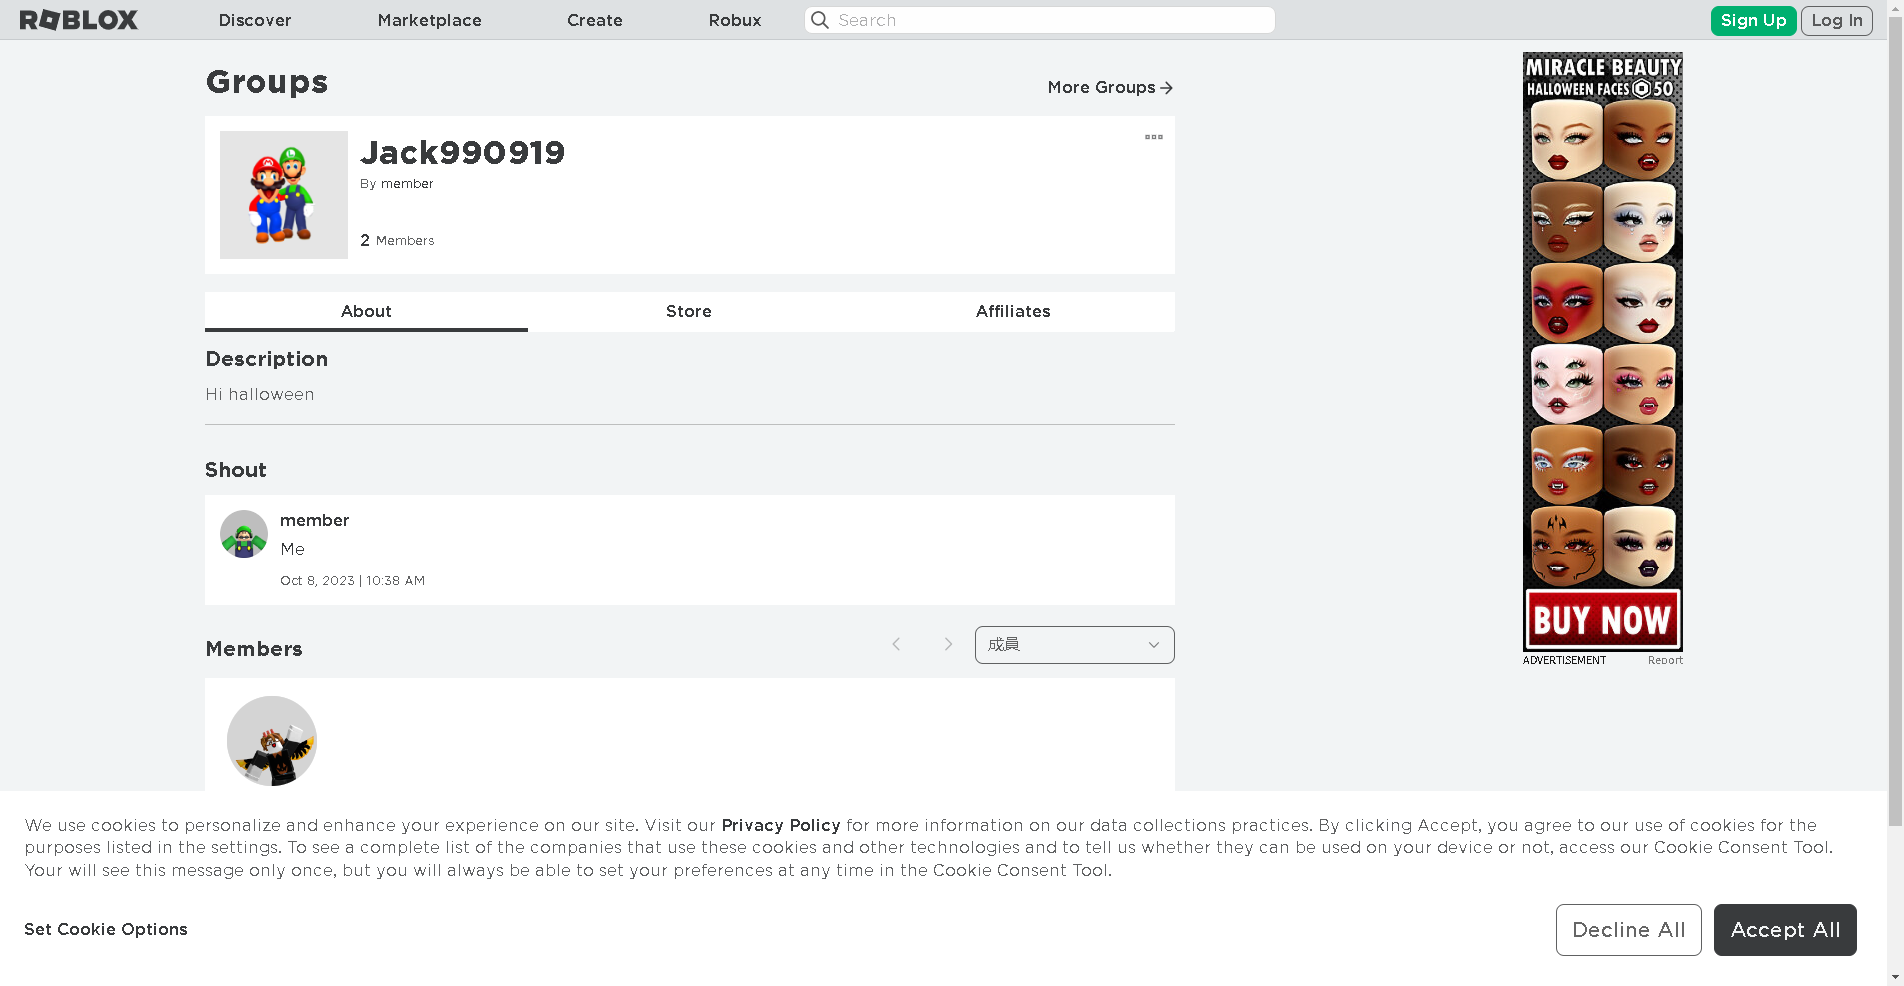 ROBLOX
Discover
Marketplace
Create
Robux
Search
Sign Up
Log In
Groups
More Groups
Jack990919
By member
2 Members
About
Store
Affiliates
Description
Hi halloween
Shout
member
Me
Oct 8, 2023 | 10:38 AM
Members
成員
MIRACLE BEAUTY
HALLOWEEN FACES 50
BUY NOW
ADVERTISEMENT
Report
We use cookies to personalize and enhance your experience on our site. Visit our Privacy Policy for more information on our data collections practices. By clicking Accept, you agree to our use of cookies for the
purposes listed in the settings. To see a complete list of the companies that use these cookies and other technologies and to tell us whether they can be used on your device or not, access our Cookie Consent Tool.
Your will see this message only once, but you will always be able to set your preferences at any time in the Cookie Consent Tool.
Set Cookie Options
Decline All
Accept All